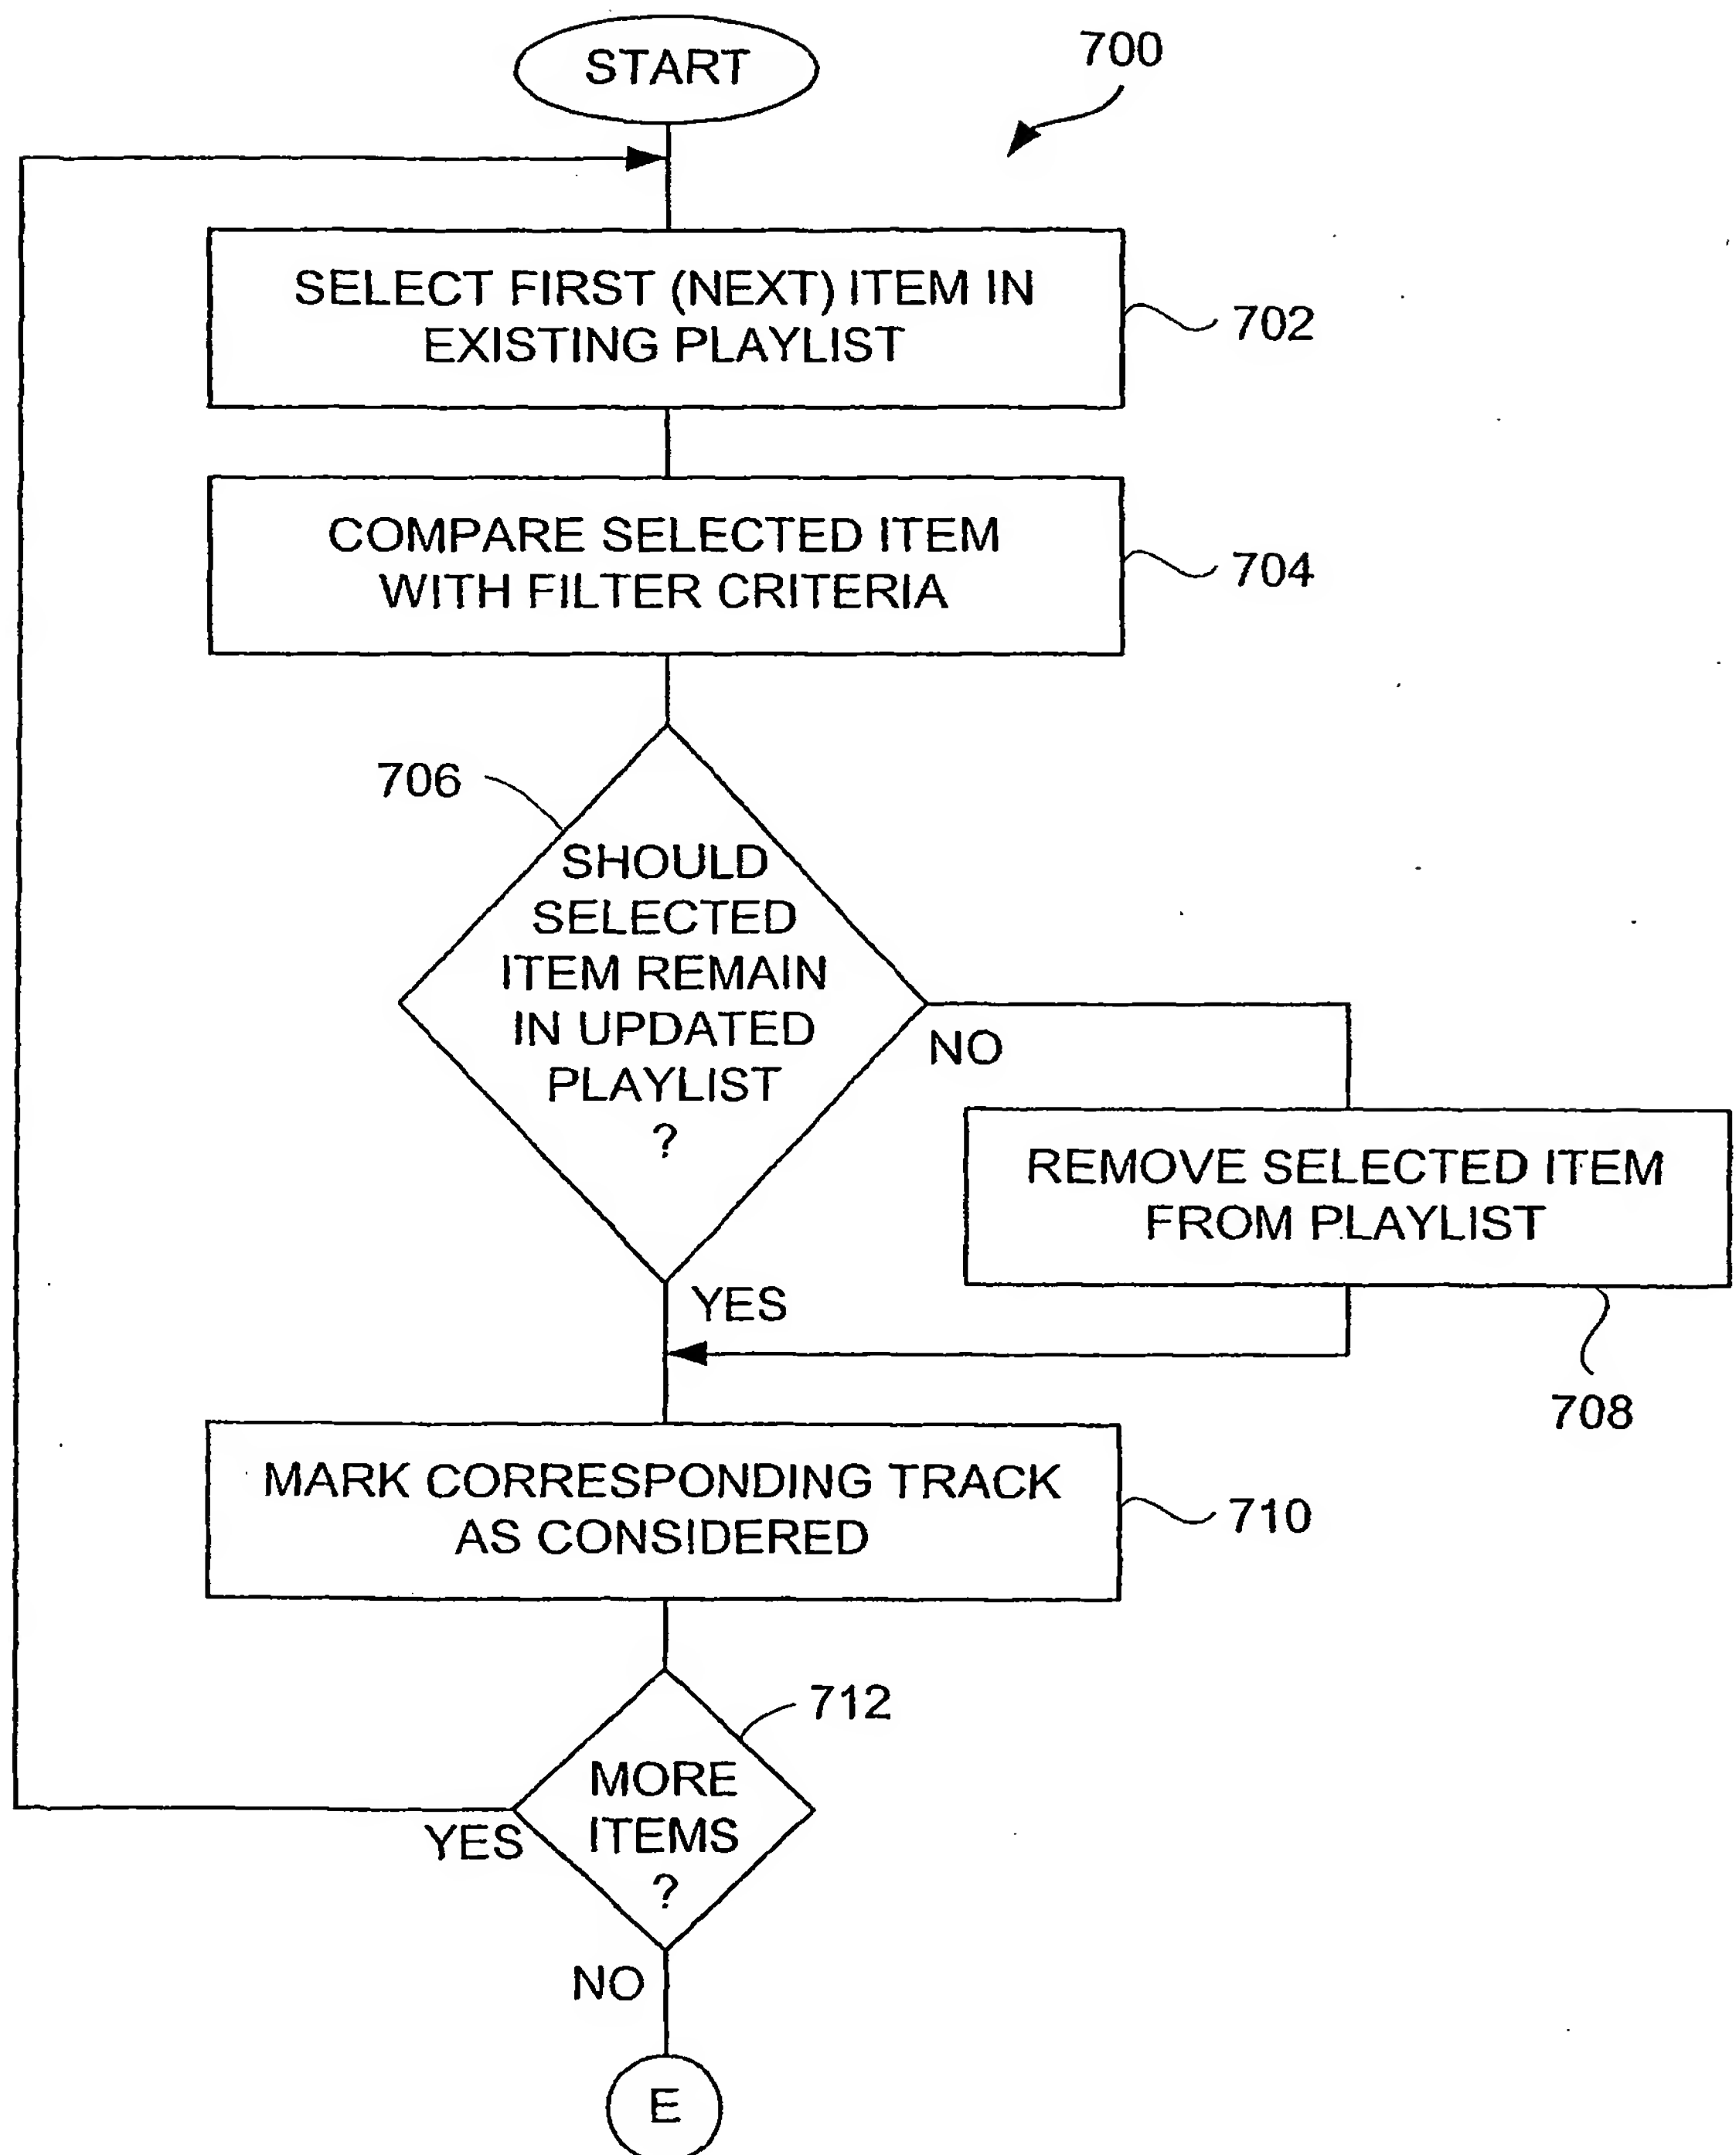 START
700
SELECT FIRST (NEXT) ITEM IN
EXISTING PLAYLIST
702
COMPARE SELECTED ITEM
WITH FILTER CRITERIA
704
706
SHOULD
SELECTED
ITEM REMAIN
IN UPDATED
PLAYLIST
?
NO
REMOVE SELECTED ITEM
FROM PLAYLIST
708
YES
MARK CORRESPONDING TRACK
AS CONSIDERED
710
712
MORE
ITEMS
?
YES
NO
E